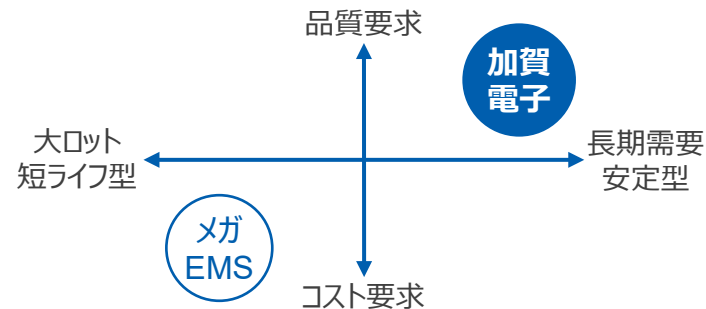 品質要求
加賀
電子
大ロット
短ライフ型
長期需要
安定型
メガ
EMS
コスト要求